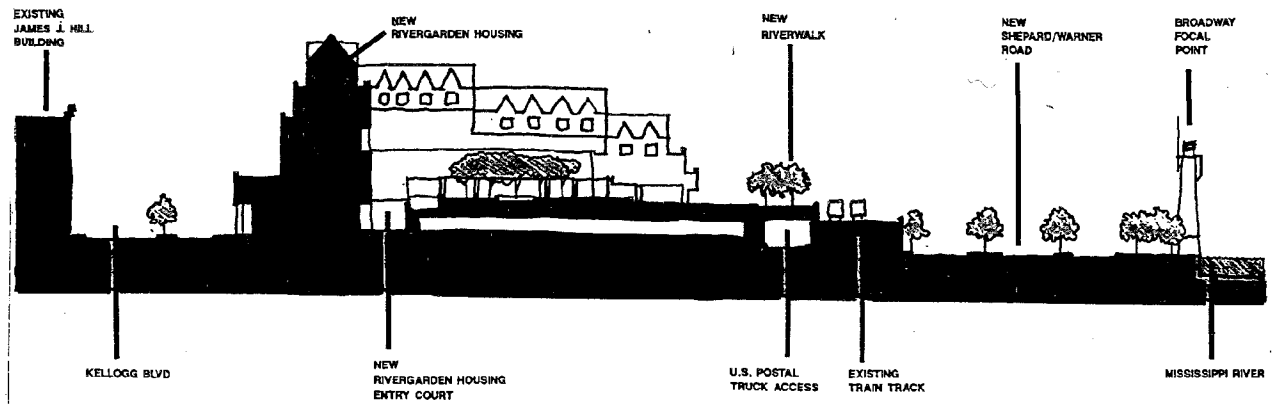 EXISTING
JAMES J. HILL
BUILDING
NEW
RIVERGARDEN HOUSING
NEW
RIVERWALK
NEW
SHEPARD/WARNER
ROAD
BROADWAY
FOCAL
POINT
KELLOGG BLVD
NEW
RIVERGARDEN HOUSING
ENTRY COURT
U.S. POSTAL
TRUCK ACCESS
EXISTING
TRAIN TRACK
MISSISSIPPI RIVER